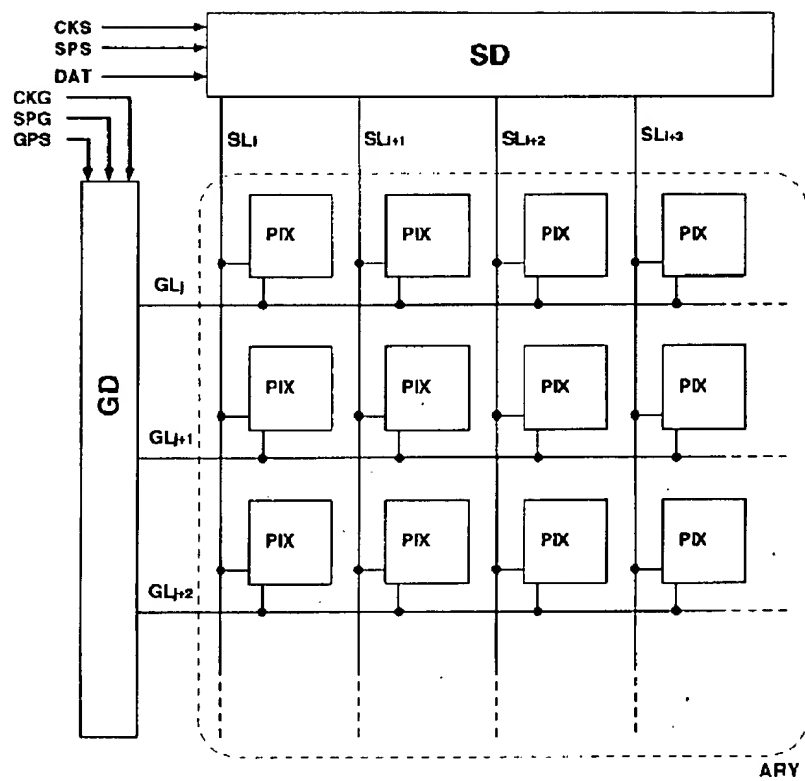 CKS
SPS
DAT
SD
CKG
SPG
GPS
SLi SLi+1 SLi+2 SLi+3
PIX PIX PIX PIX
GLj
GD
PIX PIX PIX PIX
GLj+1
PIX PIX PIX PIX
GLj+2
ARY